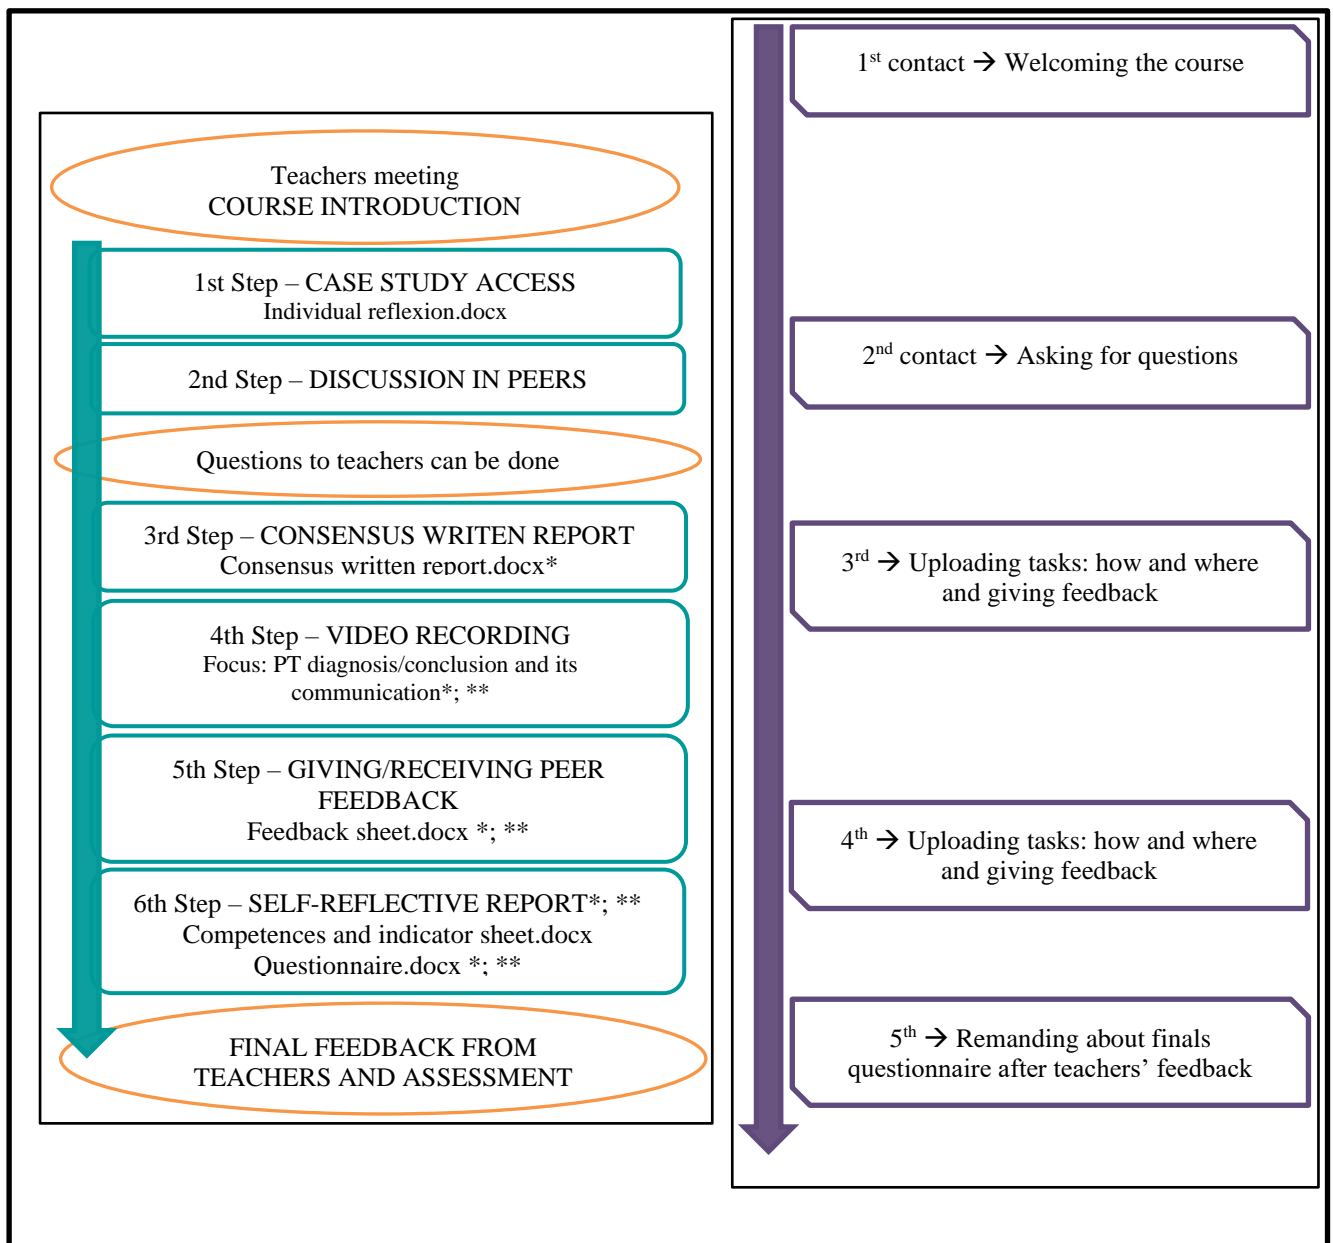 Teachers meeting
COURSE INTRODUCTION
1st Step – CASE STUDY ACCESS
Individual reflexion.docx
2nd Step – DISCUSSION IN PEERS
Questions to teachers can be done
3rd Step – CONSENSUS WRITEN REPORT
Consensus written report.docx*
4th Step – VIDEO RECORDING
Focus: PT diagnosis/conclusion and its
communication*; **
5th Step – GIVING/RECEIVING PEER
FEEDBACK
Feedback sheet.docx *; **
6th Step – SELF-REFLECTIVE REPORT*; **
Competences and indicator sheet.docx
Questionnaire.docx *; **
FINAL FEEDBACK FROM
TEACHERS AND ASSESSMENT
1st contact → Welcoming the course
2nd contact → Asking for questions
3rd → Uploading tasks: how and where
and giving feedback
4th → Uploading tasks: how and where
and giving feedback
5th → Remanding about finals
questionnaire after teachers’ feedback